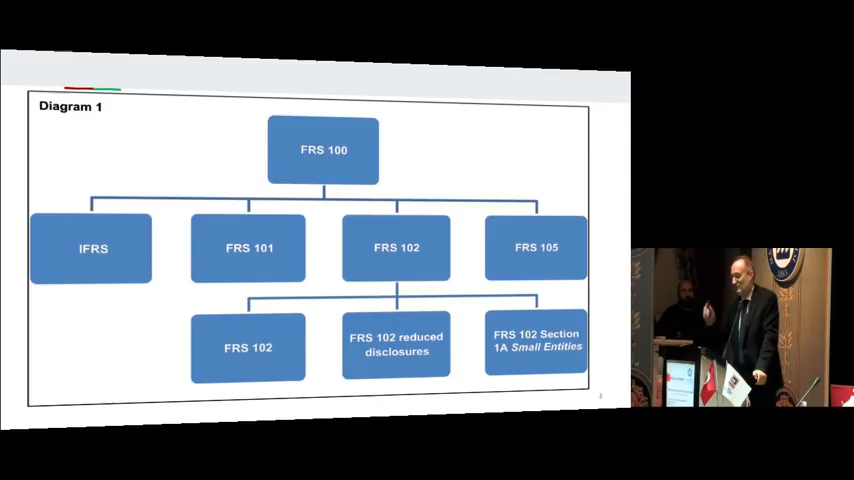 Diagram 1
FRS 100
IFRS
FRS 101
FRS 102
FRS 105
FRS 102
FRS 102 reduced
disclosures
FRS 102 Section
1A Small Entities
1883